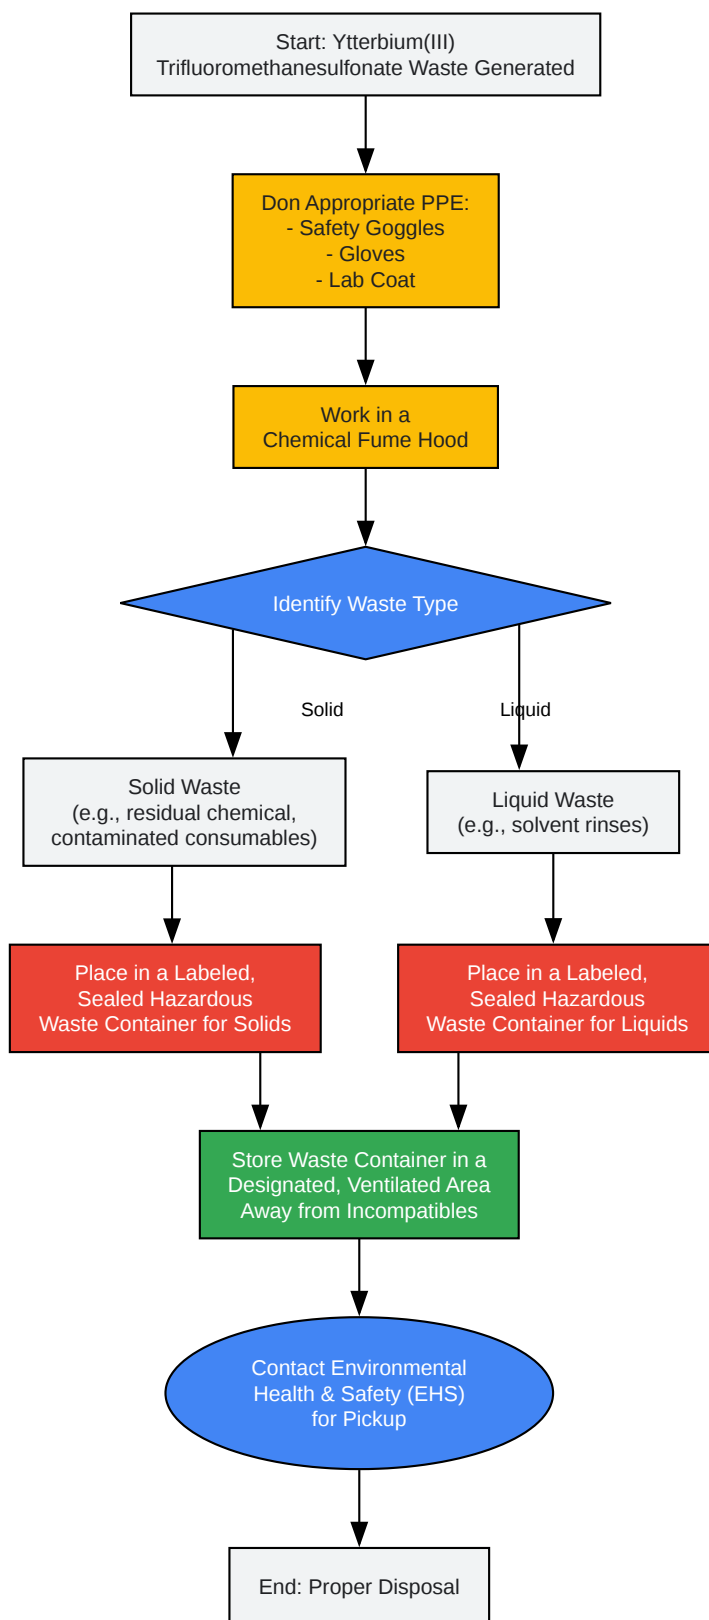 Start: Ytterbium(III)
Trifluoromethanesulfonate Waste Generated
Don Appropriate PPE:
- Safety Goggles
- Gloves
- Lab Coat
Work in a
Chemical Fume Hood
Identify Waste Type
Solid
Liquid
Solid Waste
(e.g., residual chemical,
contaminated consumables)
Liquid Waste
(e.g., solvent rinses)
Place in a Labeled,
Sealed Hazardous
Waste Container for Solids
Place in a Labeled,
Sealed Hazardous
Waste Container for Liquids
Store Waste Container in a
Designated, Ventilated Area
Away from Incompatibles
Contact Environmental
Health & Safety (EHS)
for Pickup
End: Proper Disposal